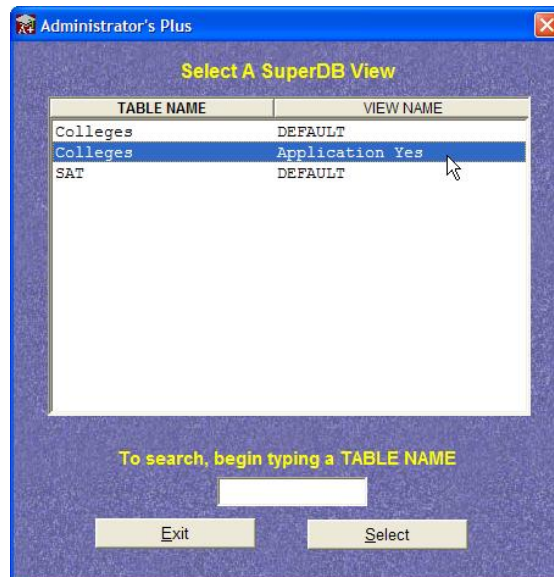 Administrator's Plus
Select A SuperDB View
TABLE NAME VIEW NAME
Colleges DEFAULT
Colleges Application Yes
SAT DEFAULT
To search, begin typing a TABLE NAME
Exit Select